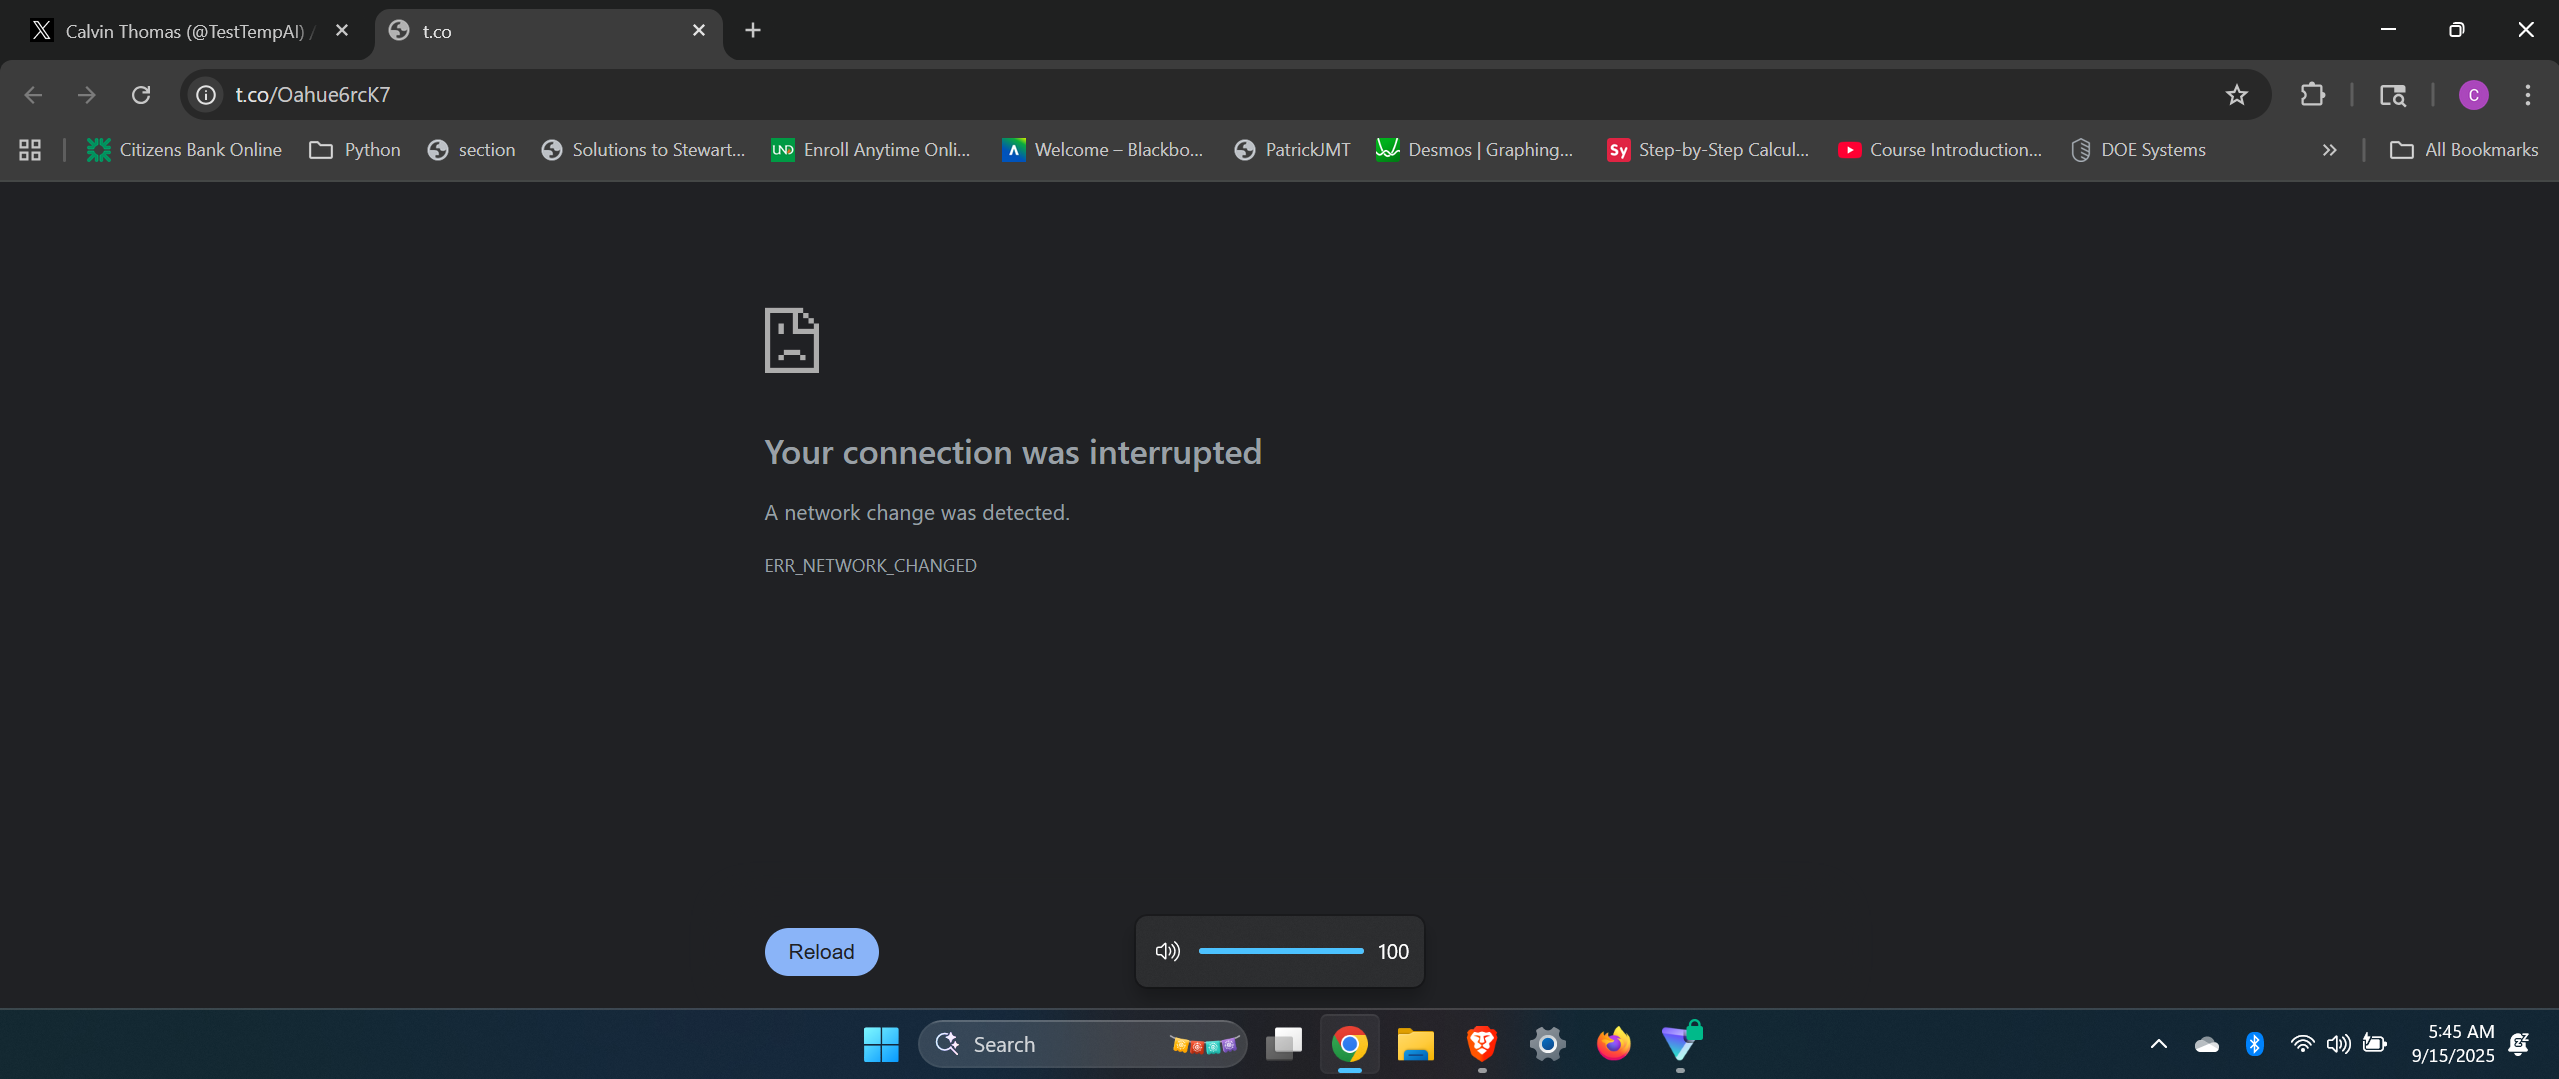 Calvin Thomas (@TestTempAI) /
t.co
t.co/Oahue6rcK7
C
Citizens Bank Online
Python
section
Solutions to Stewart...
UND
Enroll Anytime Onli...
Welcome – Blackbo...
PatrickJMT
Desmos | Graphing...
Sy
Step-by-Step Calcul...
Course Introduction...
DOE Systems
All Bookmarks
Your connection was interrupted
A network change was detected.
ERR_NETWORK_CHANGED
Reload
100
Search
5:45 AM
9/15/2025